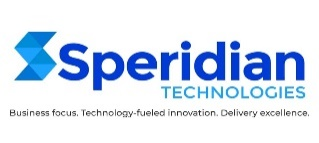 Speridian
TECHNOLOGIES
Business focus. Technology-fueled innovation. Delivery excellence.